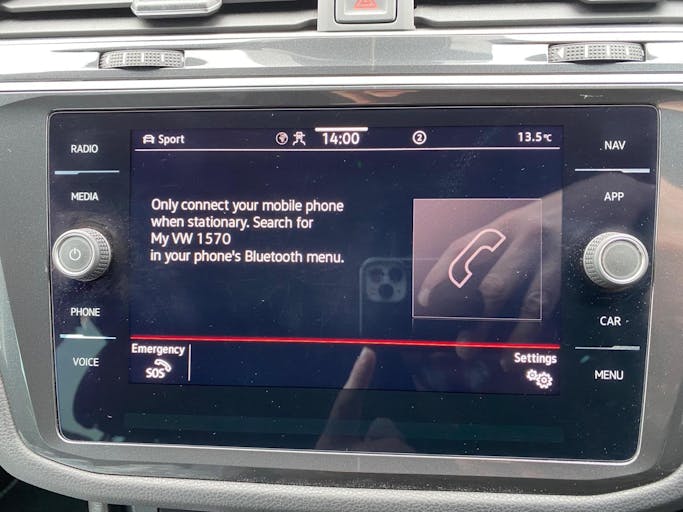 RADIO
MEDIA
PHONE
VOICE
Sport
14:00
2
13.5°C
Only connect your mobile phone
when stationary. Search for
My VW 1570
in your phone's Bluetooth menu.
Emergency
SOS
Settings
NAV
APP
CAR
MENU